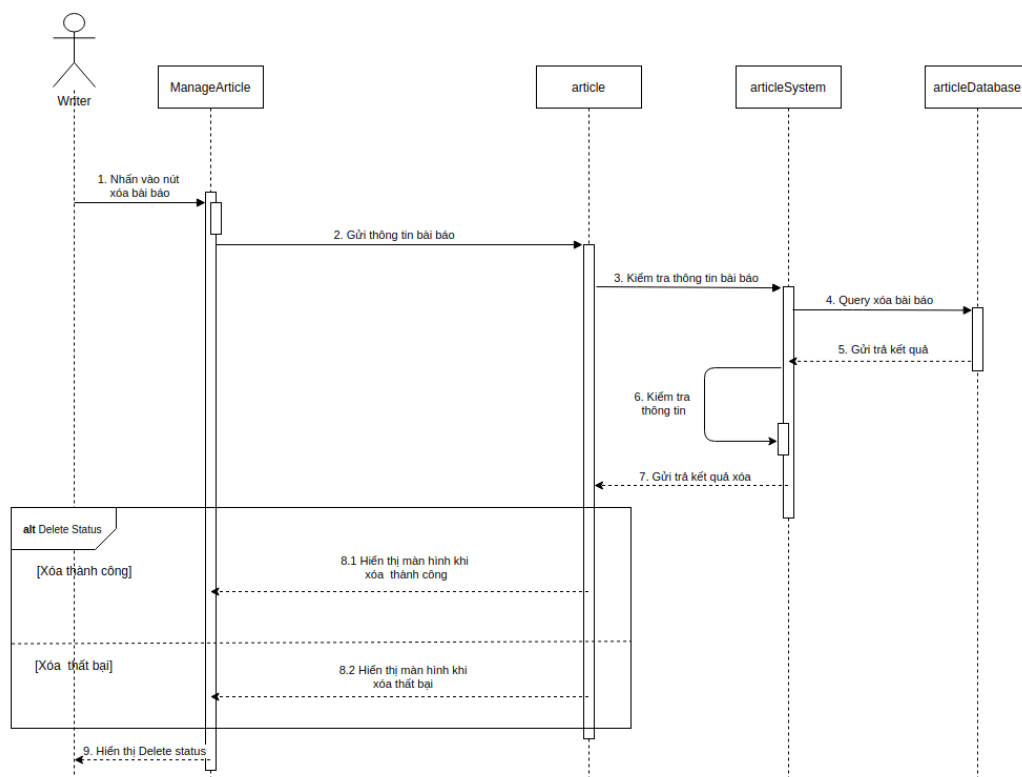 Writer
ManageArticle
article
articleSystem
articleDatabase
1. Nhấn vào nút
xóa bài báo
2. Gửi thông tin bài báo
3. Kiểm tra thông tin bài báo
4. Query xóa bài báo
5. Gửi trả kết quả
6. Kiểm tra
thông tin
7. Gửi trả kết quả xóa
alt Delete Status
[Xóa thành công]
8.1 Hiển thị màn hình khi
xóa thành công
[Xóa thất bại]
8.2 Hiển thị màn hình khi
xóa thất bại
9. Hiển thị Delete status